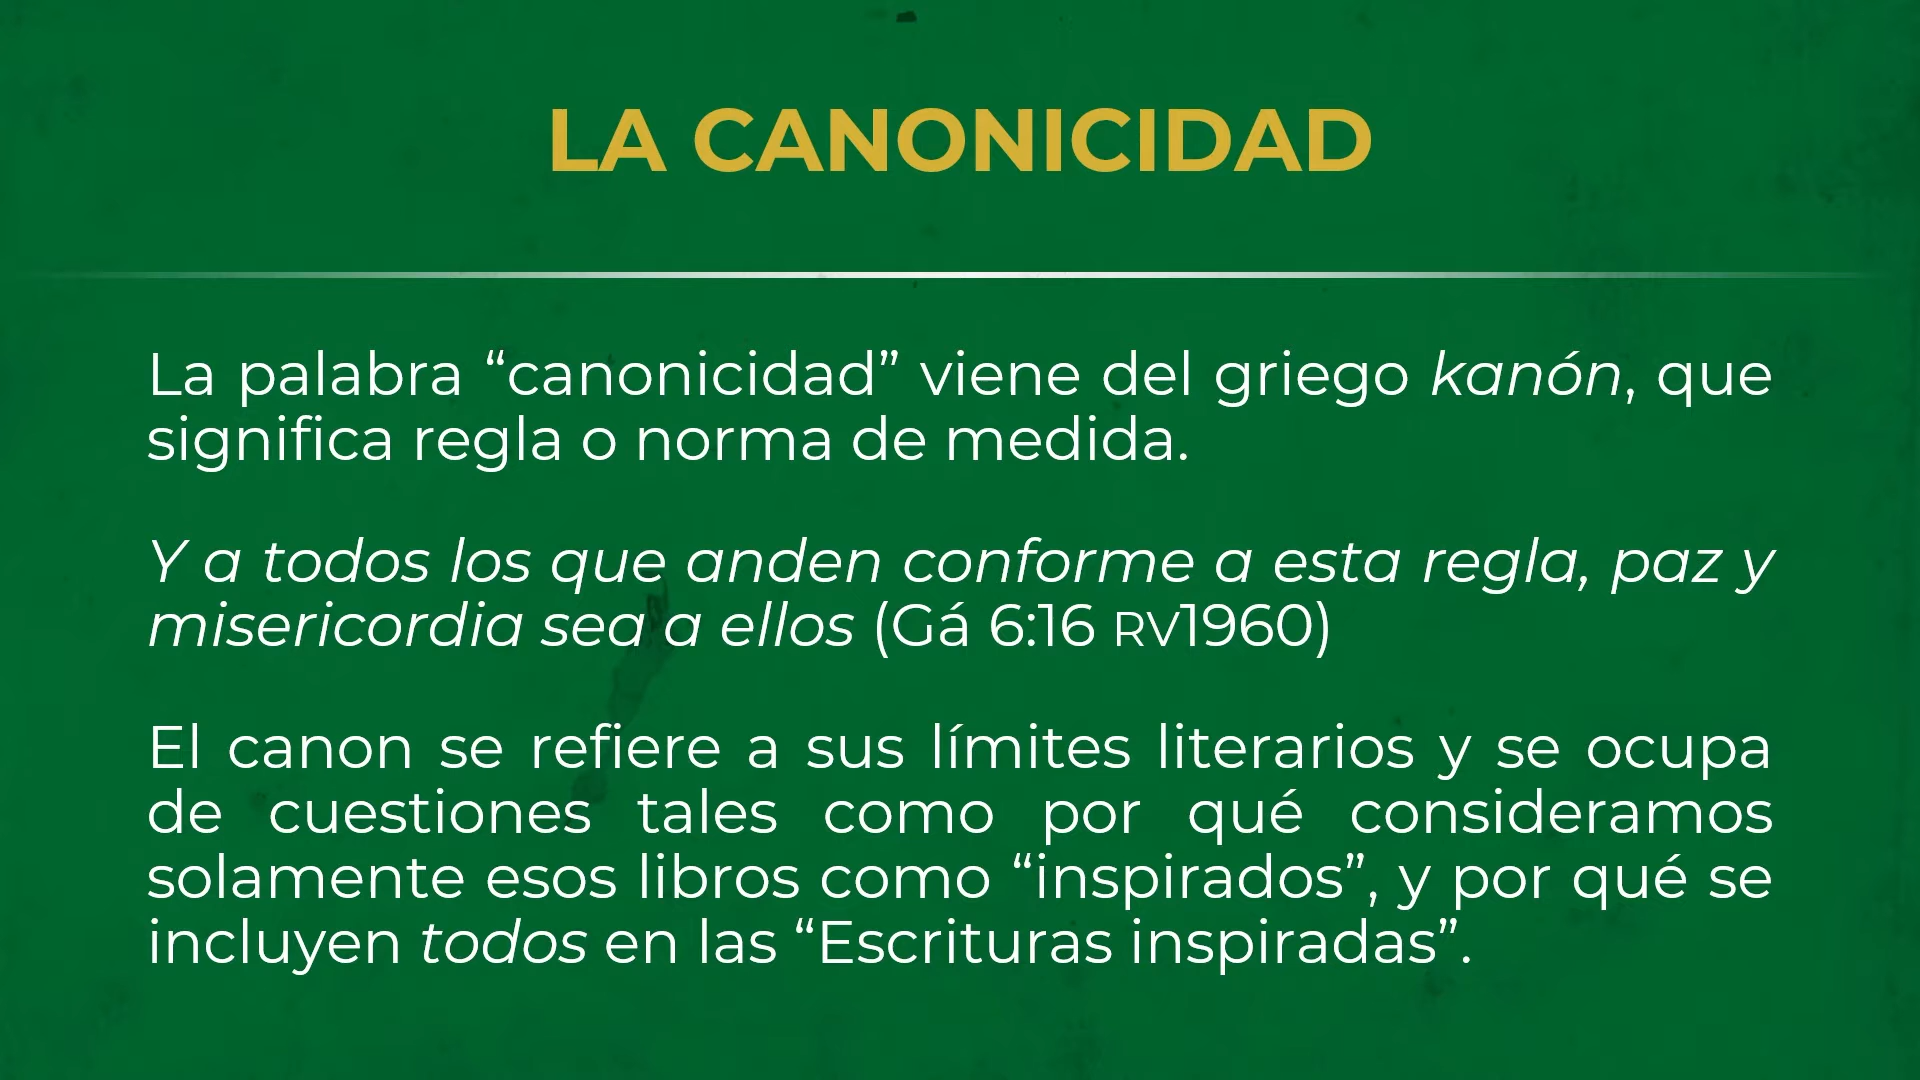 LA CANONICIDAD
La palabra “canonicidad” viene del griego kanón, que
significa regla o norma de medida.
Y a todos los que anden conforme a esta regla, paz y
misericordia sea a ellos (Gá 6:16 RV1960)
El canon se refiere a sus límites literarios y se ocupa
de cuestiones tales como por qué consideramos
solamente esos libros como “inspirados”, y por qué se
incluyen todos en las “Escrituras inspiradas”.